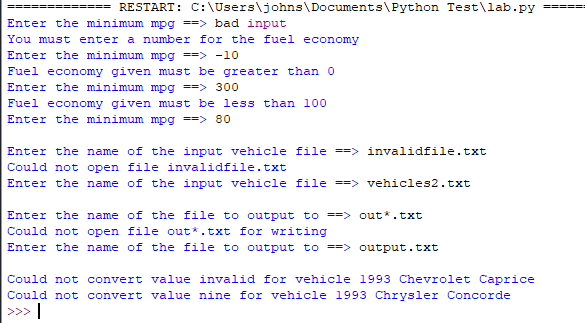 ============= RESTART: C:\Users\johns\Documents\Python Test\lab.py =====
Enter the minimum mpg ==> bad input
You must enter a number for the fuel economy
Enter the minimum mpg ==> -10
Fuel economy given must be greater than 0
Enter the minimum mpg ==> 300
Fuel economy given must be less than 100
Enter the minimum mpg ==> 80
Enter the name of the input vehicle file ==> invalidfile.txt
Could not open file invalidfile.txt
Enter the name of the input vehicle file ==> vehicles2.txt
Enter the name of the file to output to ==> out*.txt
Could not open file out*.txt for writing
Enter the name of the file to output to ==> output.txt
Could not convert value invalid for vehicle 1993 Chevrolet Caprice
Could not convert value nine for vehicle 1993 Chrysler Concorde
>>>